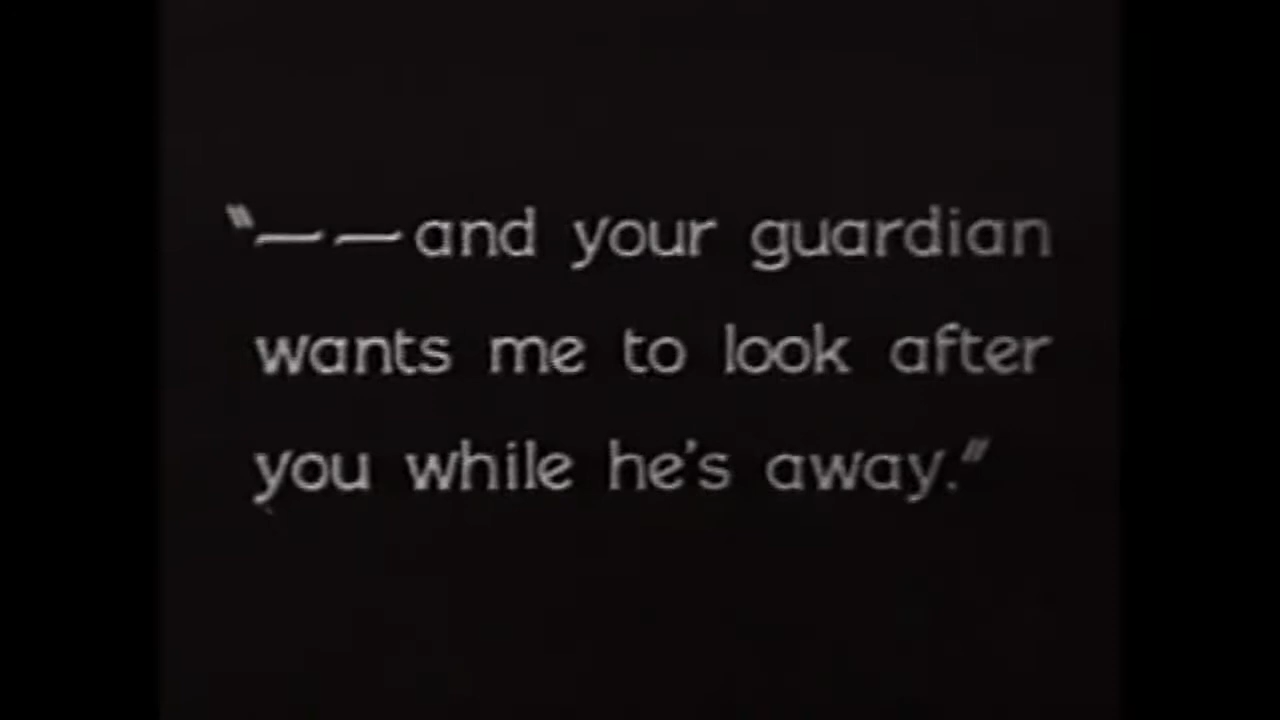 "——and your guardian
wants me to look after
you while he's away."